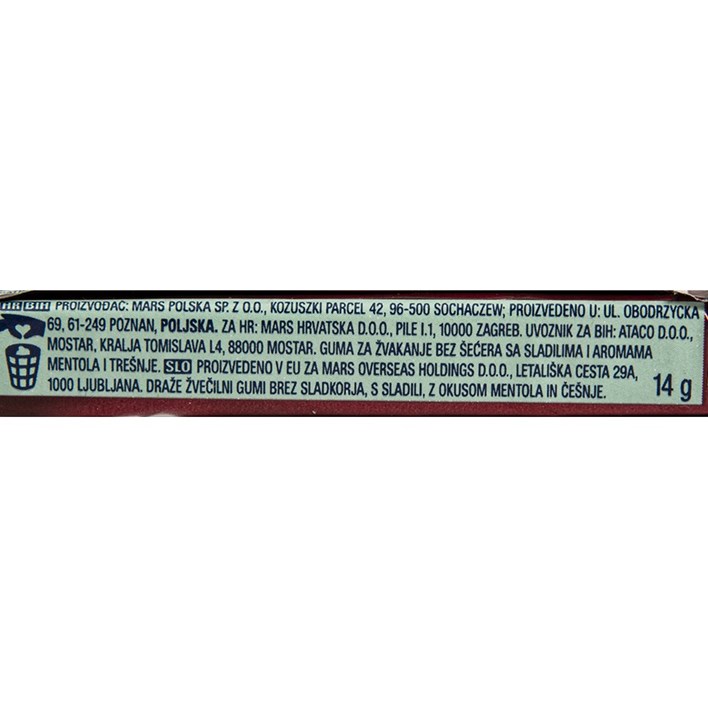 HR BIH PROIZVOĐAČ: MARS POLSKA SP. Z O.O., KOZUSZKI PARCEL 42, 96-500 SOCHACZEW; PROIZVEDENO U: UL. OBODRZYCKA
69, 61-249 POZNAN, POLJSKA. ZA HR: MARS HRVATSKA D.O.O., PILE I.1, 10000 ZAGREB. UVOZNIK ZA BIH: ATACO D.O.O.,
MOSTAR, KRALJA TOMISLAVA L4, 88000 MOSTAR. GUMA ZA ŽVAKANJE BEZ ŠEĆERA SA SLADILIMA I AROMAMA
MENTOLA I TREŠNJE. SLO PROIZVEDENO V EU ZA MARS OVERSEAS HOLDINGS D.O.O., LETALIŠKA CESTA 29A,
1000 LJUBLJANA. DRAŽE ŽVEČILNI GUMI BREZ SLADKORJA, S SLADILI, Z OKUSOM MENTOLA IN ČEŠNJE.
14 g